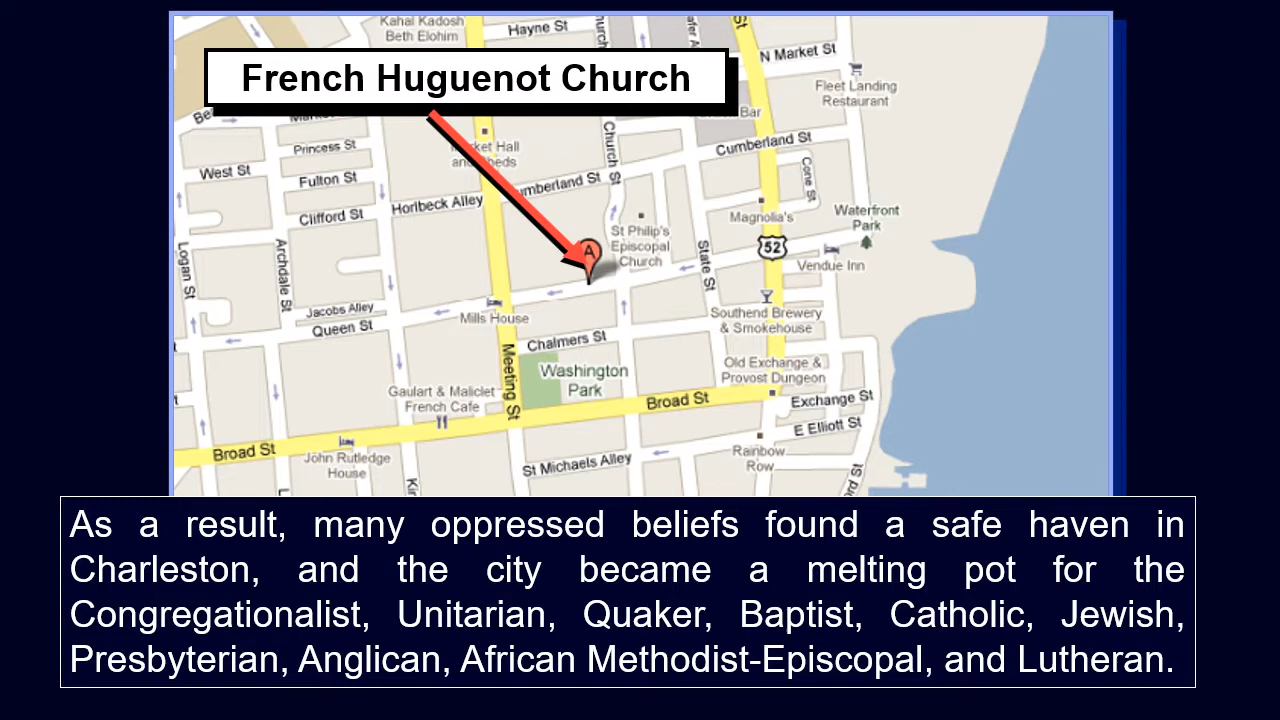 Kahal Kadosh
Beth Elohim
Hayne St
St
N Market St
French Huguenot Church
Fleet Landing
Restaurant
Bar
Princess St
Church St
Cumberland St
Cone St
West St
Fulton St
Clifford St
Horlbeck Alley
Magnolia's
Waterfront
Park
St Philip's
Episcopal
Church
A
52
Logan St
Archdale St
State St
Vendue Inn
Jacobs Alley
Queen St
Mills House
Southend Brewery
& Smokehouse
Chalmers St
Meeting St
Washington
Park
Old Exchange &
Provost Dungeon
Gaulart & Maliclet
French Cafe
Broad St
Exchange St
E Elliott St
Broad St
John Rutledge
House
St Michaels Alley
Rainbow
Row
As a result, many oppressed beliefs found a safe haven in
Charleston, and the city became a melting pot for the
Congregationalist, Unitarian, Quaker, Baptist, Catholic, Jewish,
Presbyterian, Anglican, African Methodist-Episcopal, and Lutheran.